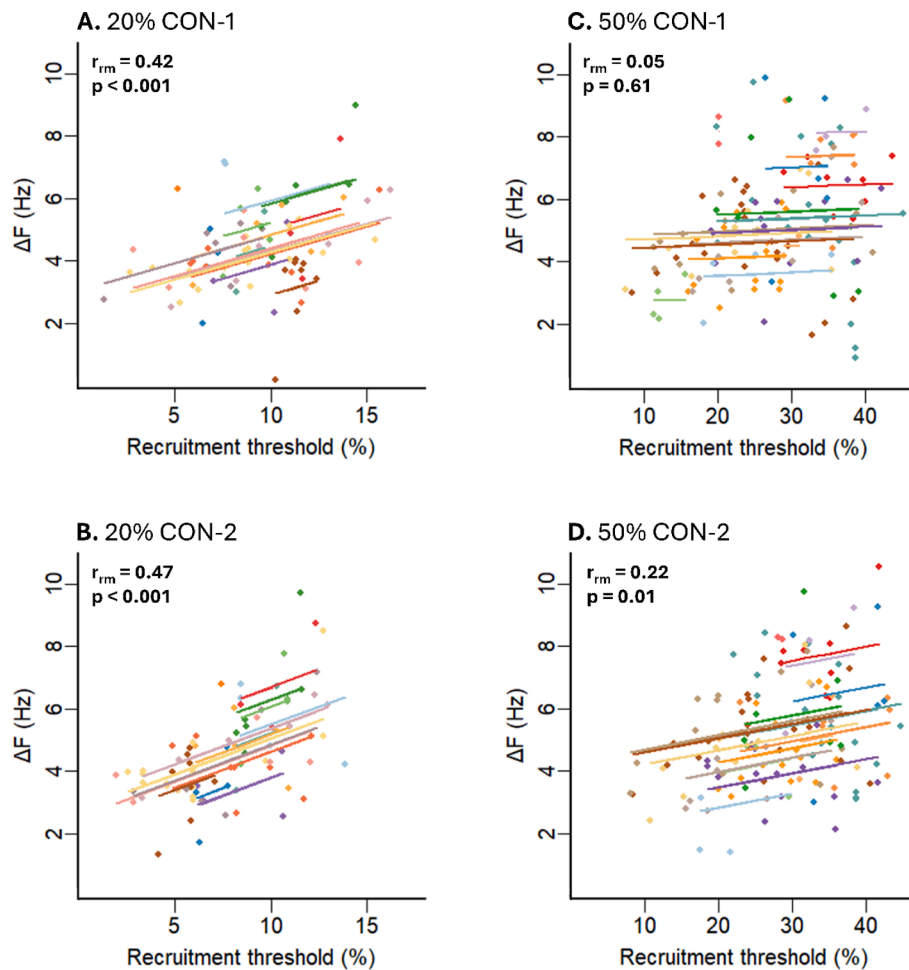 A. 20% CON-1
r_rm = 0.42
p < 0.001
10
8
6
4
2
ΔF (Hz)
5 10 15
Recruitment threshold (%)
C. 50% CON-1
r_rm = 0.05
p = 0.61
10
8
6
4
2
ΔF (Hz)
10 20 30 40
Recruitment threshold (%)
B. 20% CON-2
r_rm = 0.47
p < 0.001
10
8
6
4
2
ΔF (Hz)
5 10 15
Recruitment threshold (%)
D. 50% CON-2
r_rm = 0.22
p = 0.01
10
8
6
4
2
ΔF (Hz)
10 20 30 40
Recruitment threshold (%)